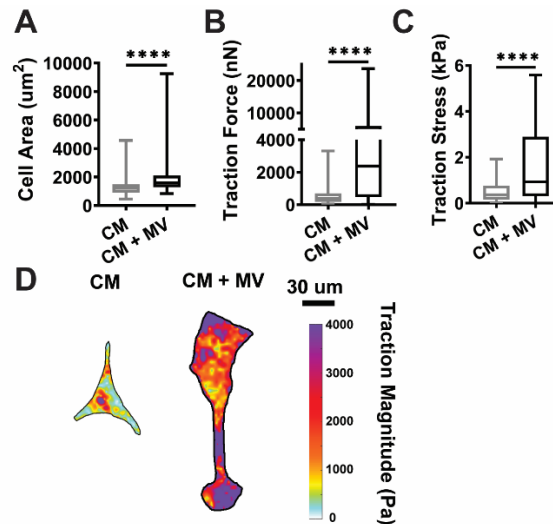 A
B
C
****
****
****
Cell Area (um2)
10000
8000
6000
4000
2000
0
CM
CM + MV
Traction Force (nN)
20000
10000
4000
2000
0
CM
CM + MV
Traction Stress (kPa)
6
4
2
0
CM
CM + MV
D
CM
CM + MV
30 um
4000
3000
2000
1000
0
Traction Magnitude (Pa)